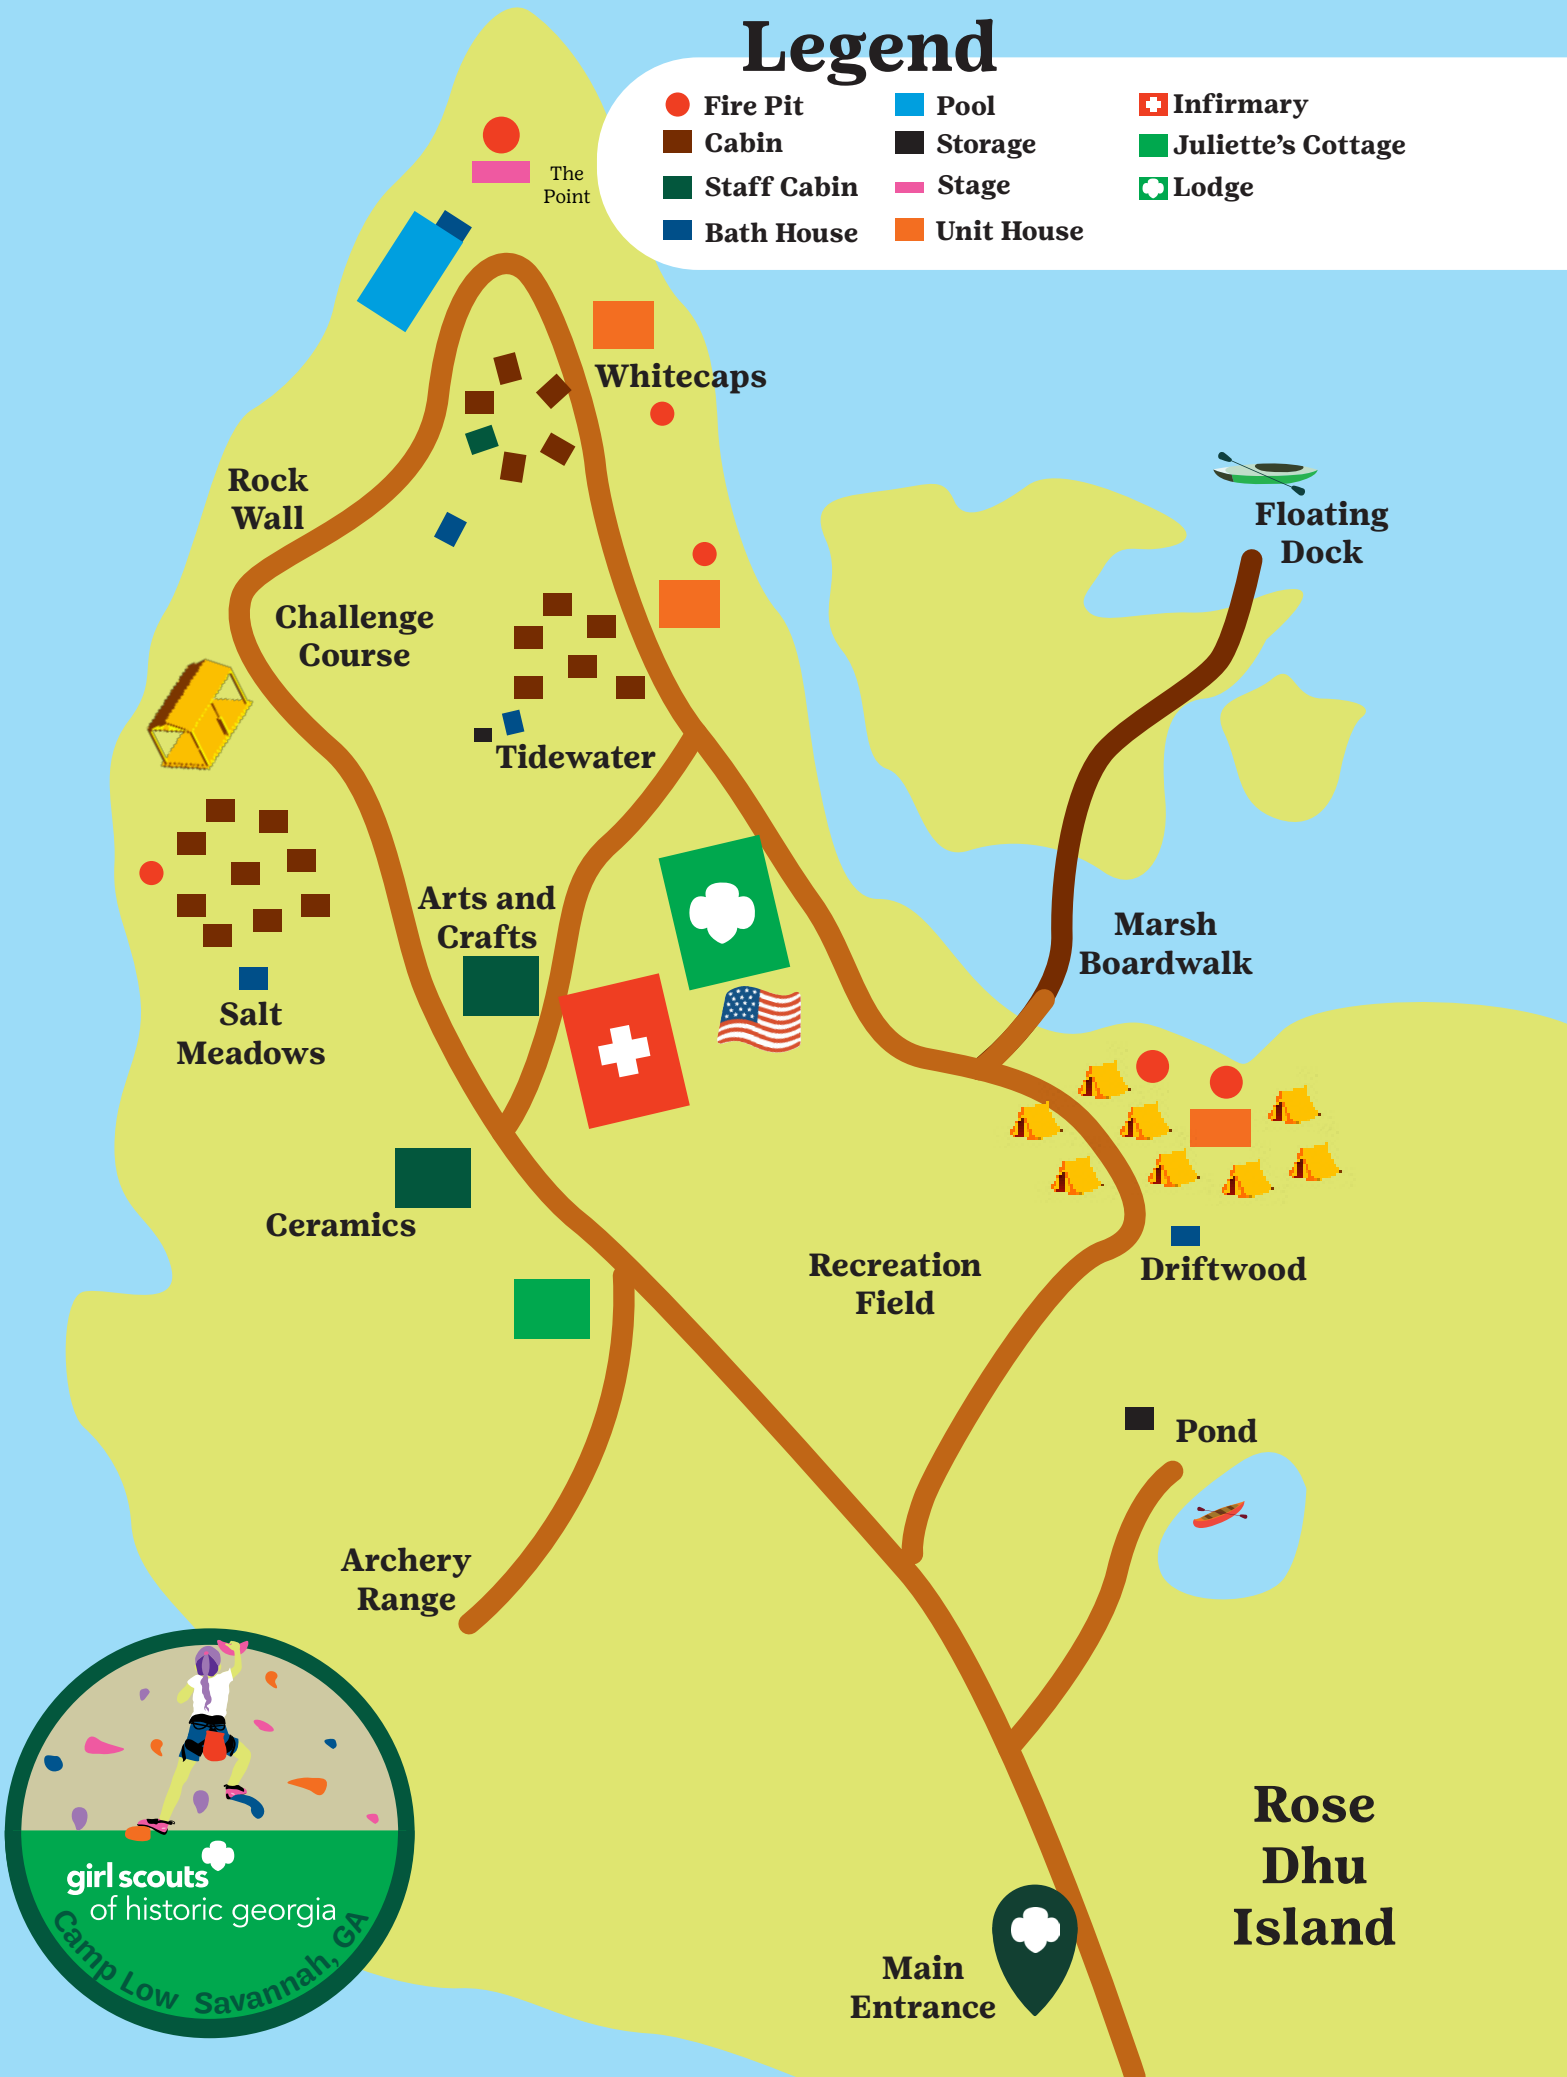 Legend
Fire Pit
Cabin
Staff Cabin
Bath House
Pool
Storage
Stage
Unit House
Infirmary
Juliette's Cottage
Lodge
The
Point
Whitecaps
Rock
Wall
Floating
Dock
Challenge
Course
Tidewater
Arts and
Crafts
Marsh
Boardwalk
Salt
Meadows
Ceramics
Recreation
Field
Driftwood
Pond
Archery
Range
Rose
Dhu
Island
Main
Entrance
girl scouts
of historic georgia
Camp Low Savannah, GA